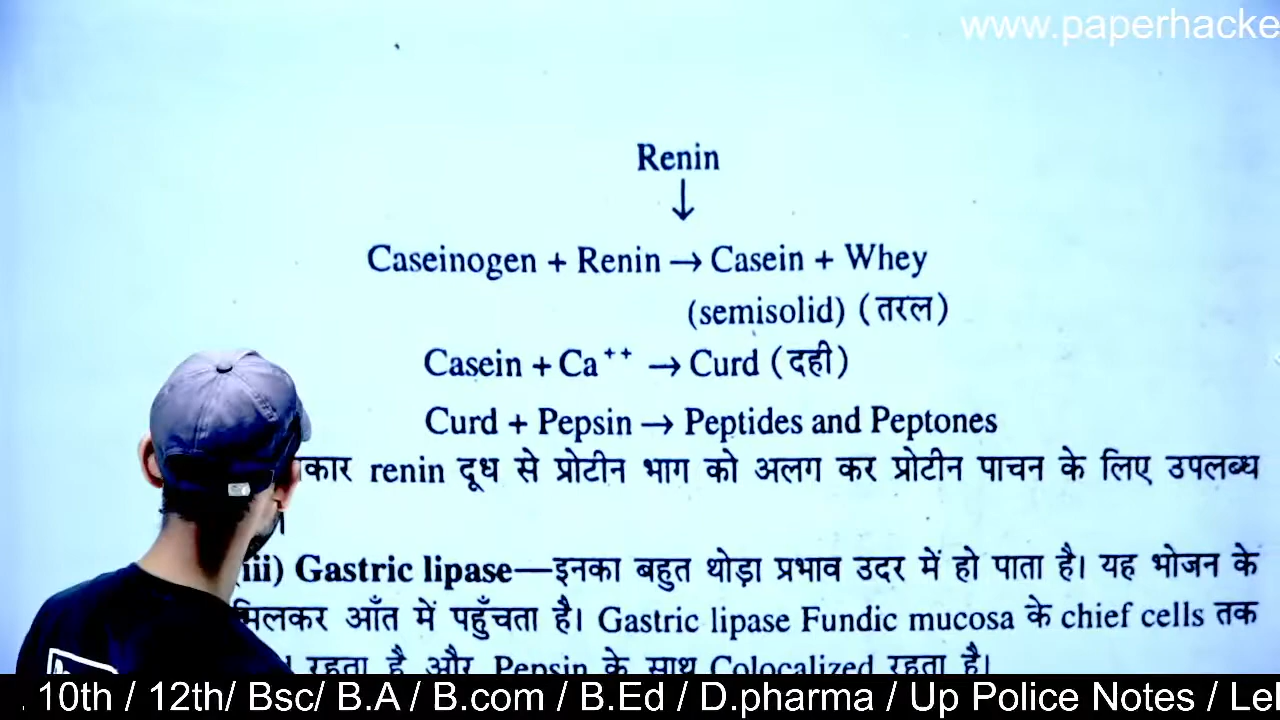 www.paperhacke
Renin
↓
Caseinogen + Renin → Casein + Whey
(semisolid) (तरल)
Casein + Ca⁺⁺ → Curd (दही)
Curd + Pepsin → Peptides and Peptones
कार renin दूध से प्रोटीन भाग को अलग कर प्रोटीन पाचन के लिए उपलब्ध
।
iii) Gastric lipase—इनका बहुत थोड़ा प्रभाव उदर में हो पाता है। यह भोजन के
मिलकर आँत में पहुँचता है। Gastric lipase Fundic mucosa के chief cells तक
रहता है और Pepsin के साथ Colocalized रहता है।
. 10th / 12th/ Bsc/ B.A / B.com / B.Ed / D.pharma / Up Police Notes / Lel